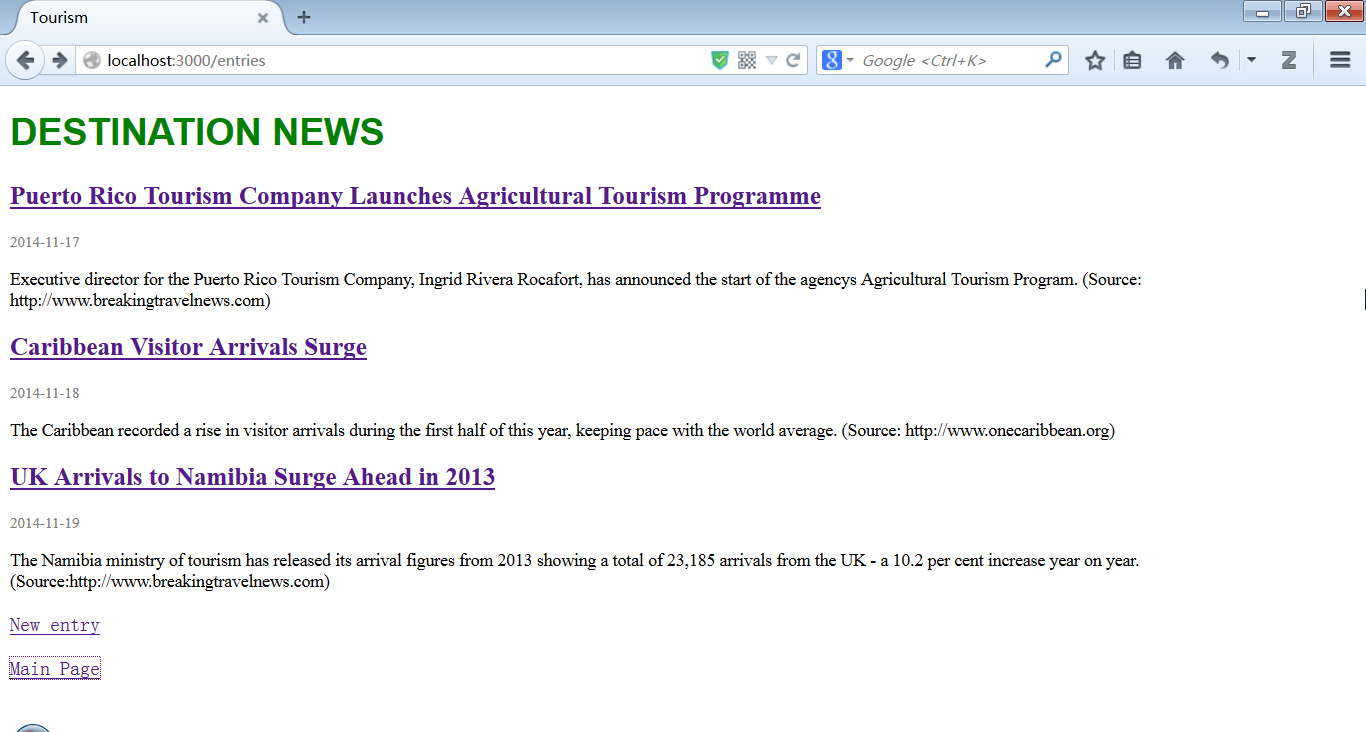 Tourism
localhost:3000/entries
Google <Ctrl+K>
DESTINATION NEWS
Puerto Rico Tourism Company Launches Agricultural Tourism Programme
2014-11-17
Executive director for the Puerto Rico Tourism Company, Ingrid Rivera Rocafort, has announced the start of the agencys Agricultural Tourism Program. (Source:
http://www.breakingtravelnews.com)
Caribbean Visitor Arrivals Surge
2014-11-18
The Caribbean recorded a rise in visitor arrivals during the first half of this year, keeping pace with the world average. (Source: http://www.onecaribbean.org)
UK Arrivals to Namibia Surge Ahead in 2013
2014-11-19
The Namibia ministry of tourism has released its arrival figures from 2013 showing a total of 23,185 arrivals from the UK - a 10.2 per cent increase year on year.
(Source:http://www.breakingtravelnews.com)
New entry
Main Page